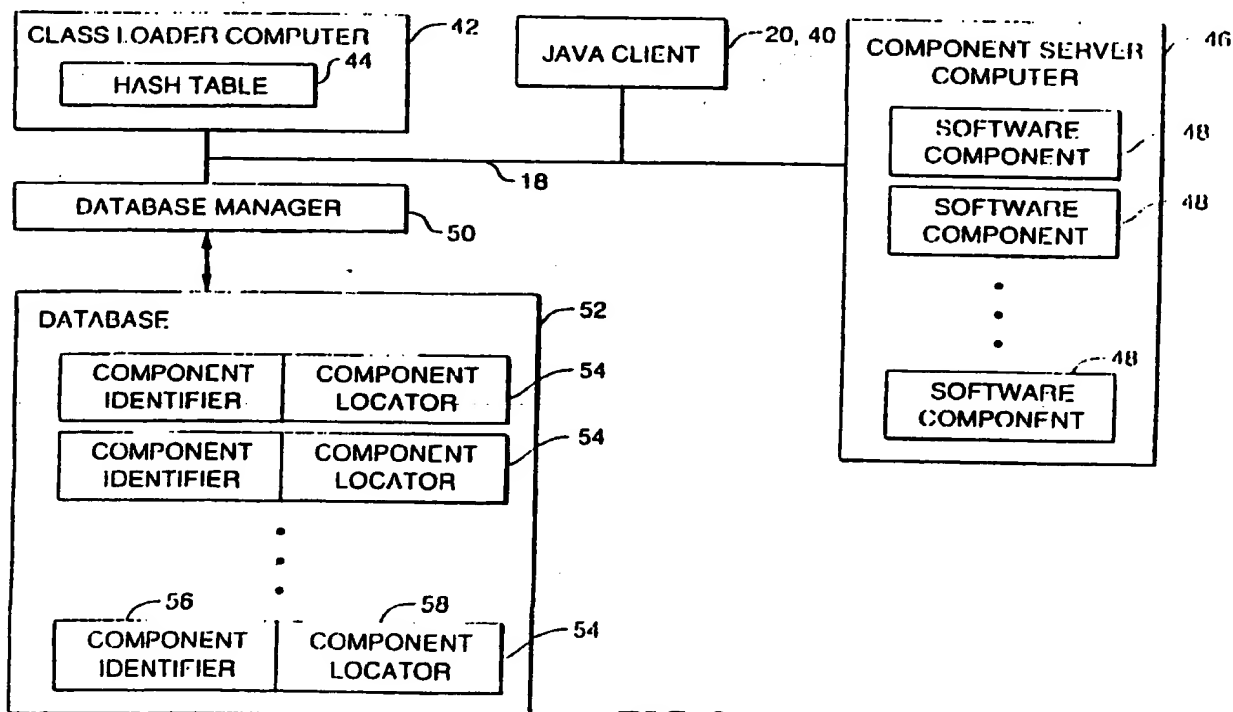 CLASS LOADER COMPUTER
42
HASH TABLE
44
JAVA CLIENT
20, 40
COMPONENT SERVER
COMPUTER
46
SOFTWARE
COMPONENT
48
SOFTWARE
COMPONENT
48
SOFTWARE
COMPONENT
48
18
DATABASE MANAGER
50
DATABASE
52
COMPONENT
IDENTIFIER
COMPONENT
LOCATOR
54
COMPONENT
IDENTIFIER
COMPONENT
LOCATOR
54
56
58
COMPONENT
IDENTIFIER
COMPONENT
LOCATOR
54